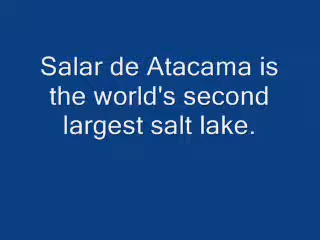 Salar de Atacama is
the world's second
largest salt lake.